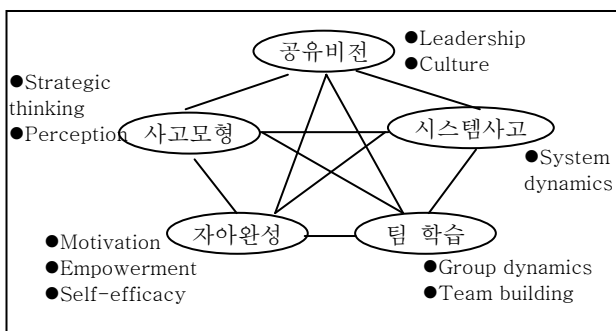 공유비전
●Leadership
●Culture
●Strategic
thinking
●Perception
사고모형
시스템사고
●System
dynamics
자아완성
팀 학습
●Motivation
●Empowerment
●Self-efficacy
●Group dynamics
●Team building